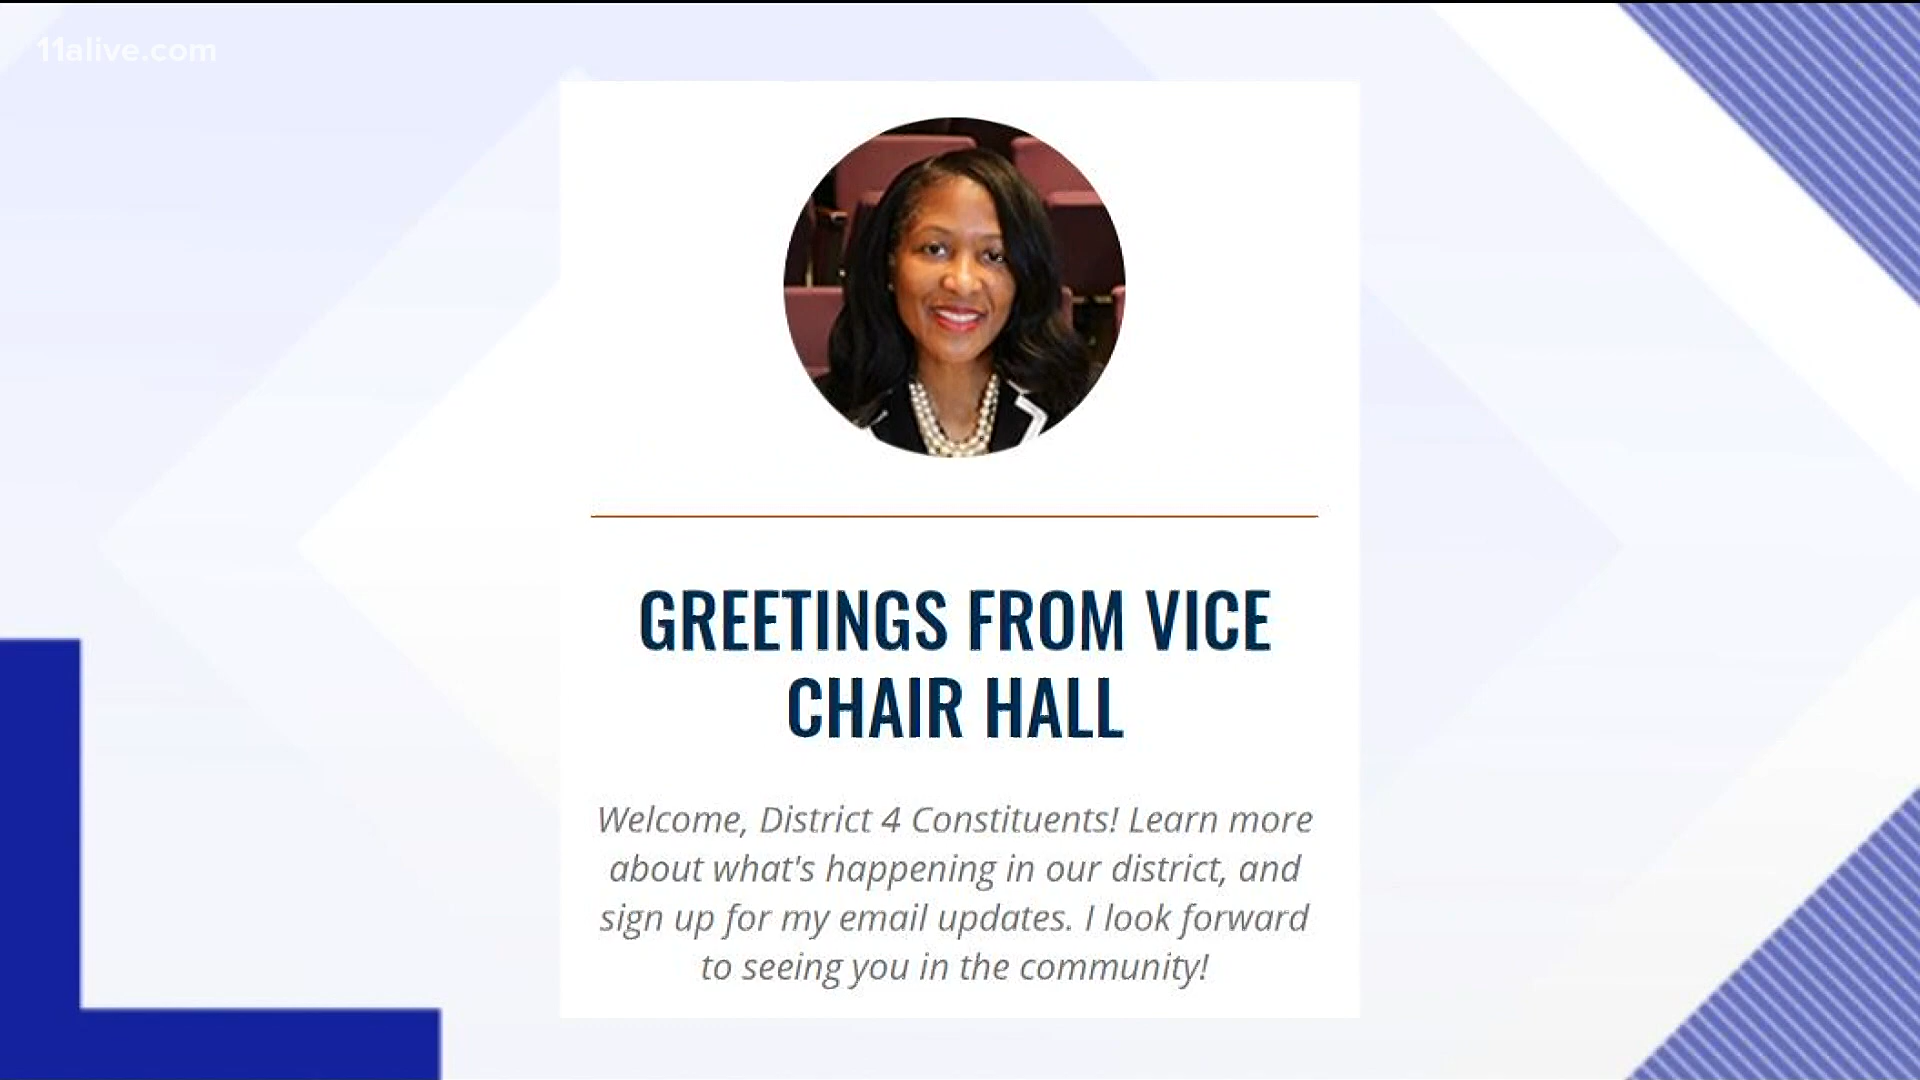 11alive.com
GREETINGS FROM VICE
CHAIR HALL
Welcome, District 4 Constituents! Learn more
about what's happening in our district, and
sign up for my email updates. I look forward
to seeing you in the community!